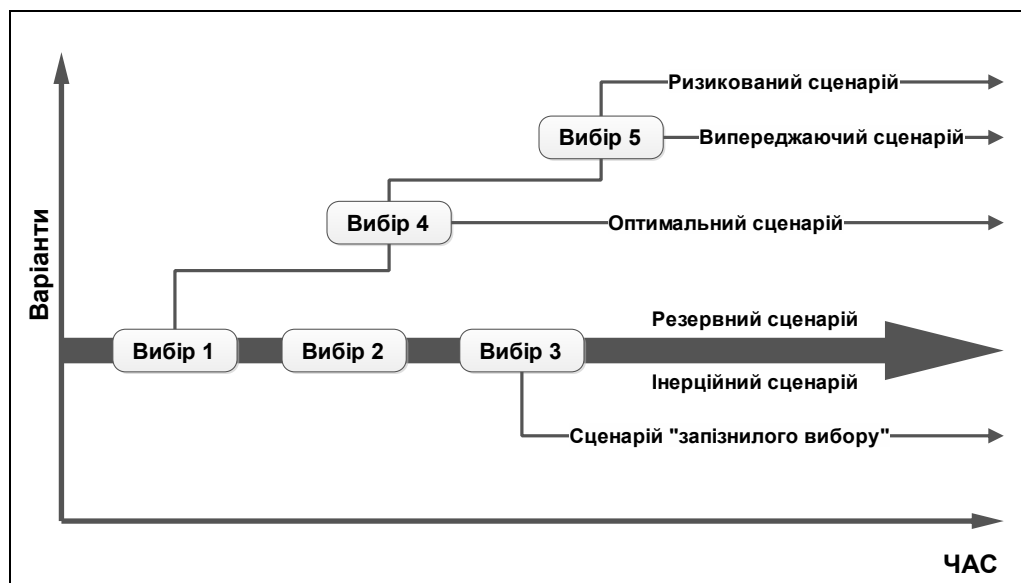 Ризикований сценарій
Вибір 5
Випереджаючий сценарій
Вибір 4
Оптимальний сценарій
Варіанти
Резервний сценарій
Вибір 1
Вибір 2
Вибір 3
Інерційний сценарій
Сценарій "запізнилого вибору"
ЧАС